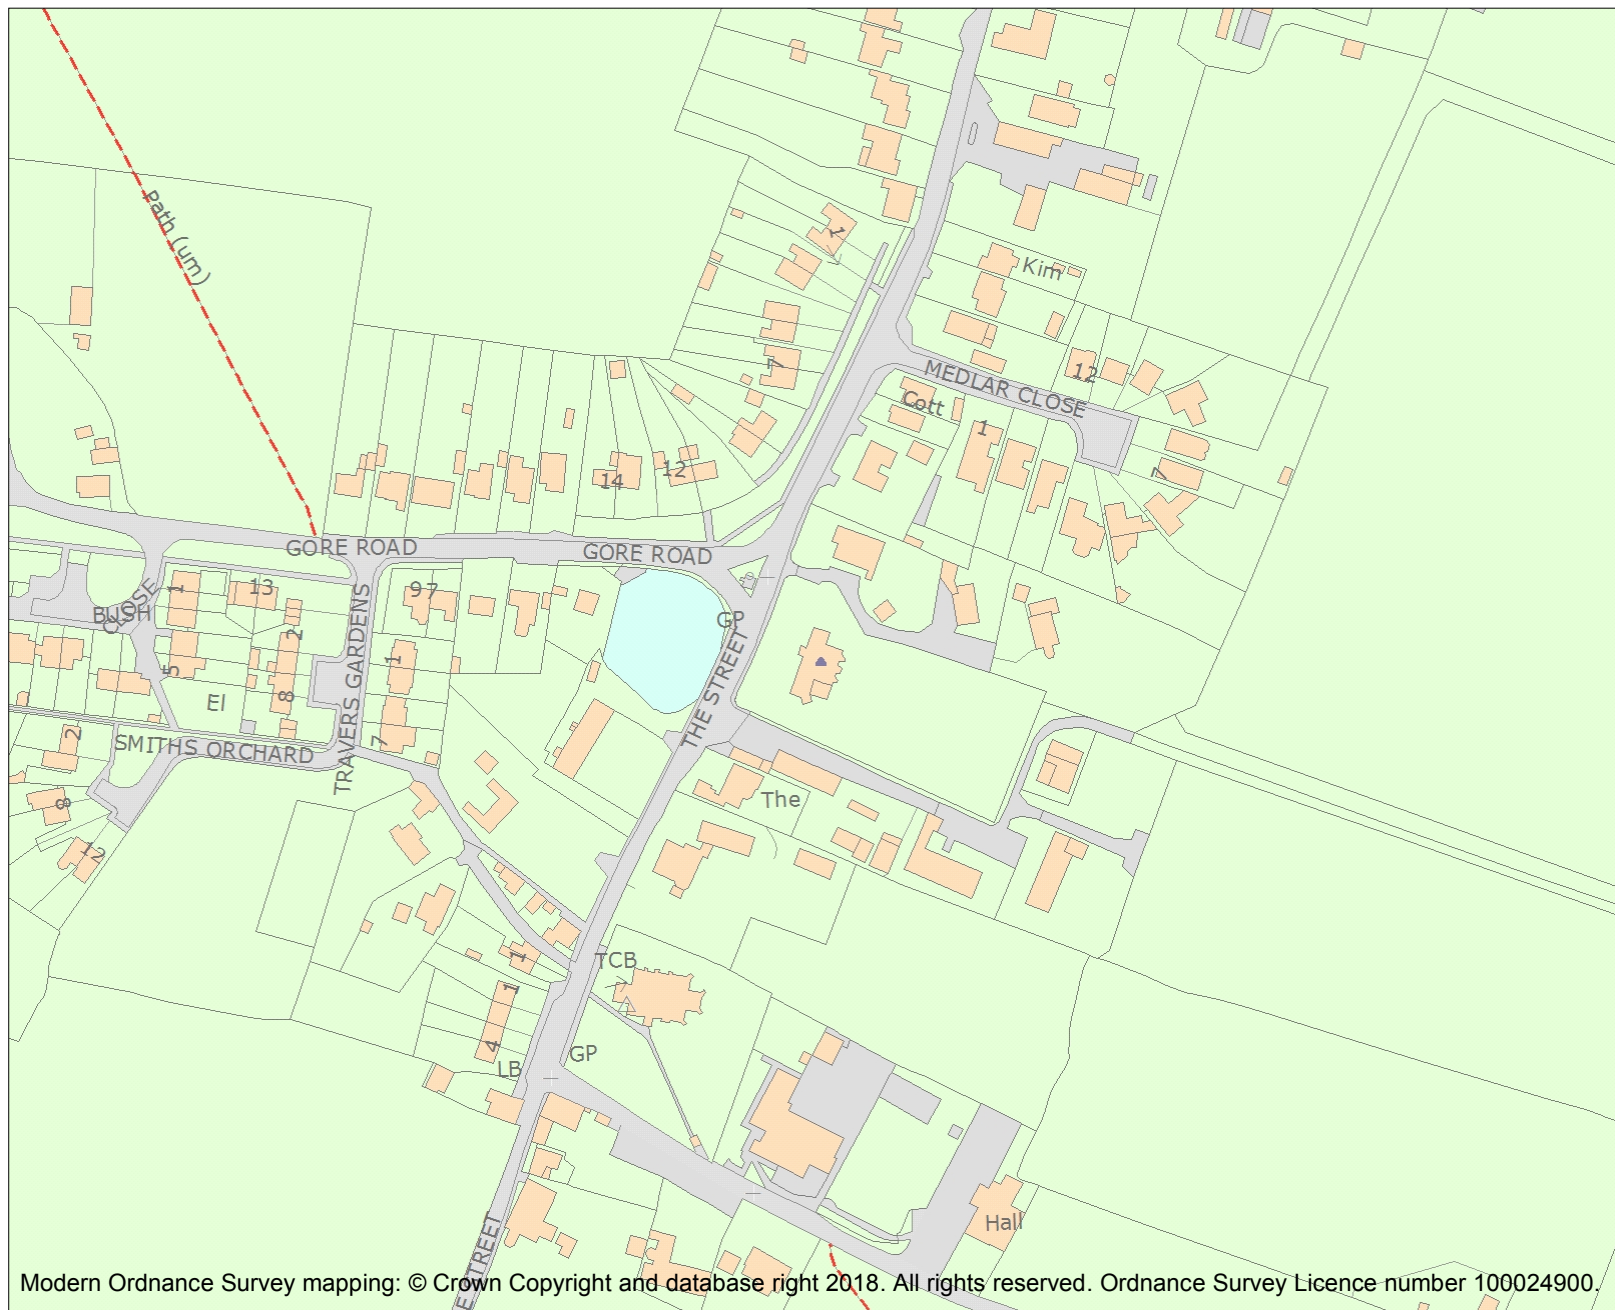 Path (um)
1
Kim
7
MEDLAR CLOSE
12
Cott
1
7
14
12
GORE ROAD
GORE ROAD
CLOSE
BUSH
1
13
2
5
El
8
TRAVERS GARDENS
97
1
7
GP
THE STREET
2
SMITHS ORCHARD
8
12
The
TCB
1
1
4
LB
GP
Hall
E STREET
Modern Ordnance Survey mapping: © Crown Copyright and database right 2018. All rights reserved. Ordnance Survey Licence number 100024900.